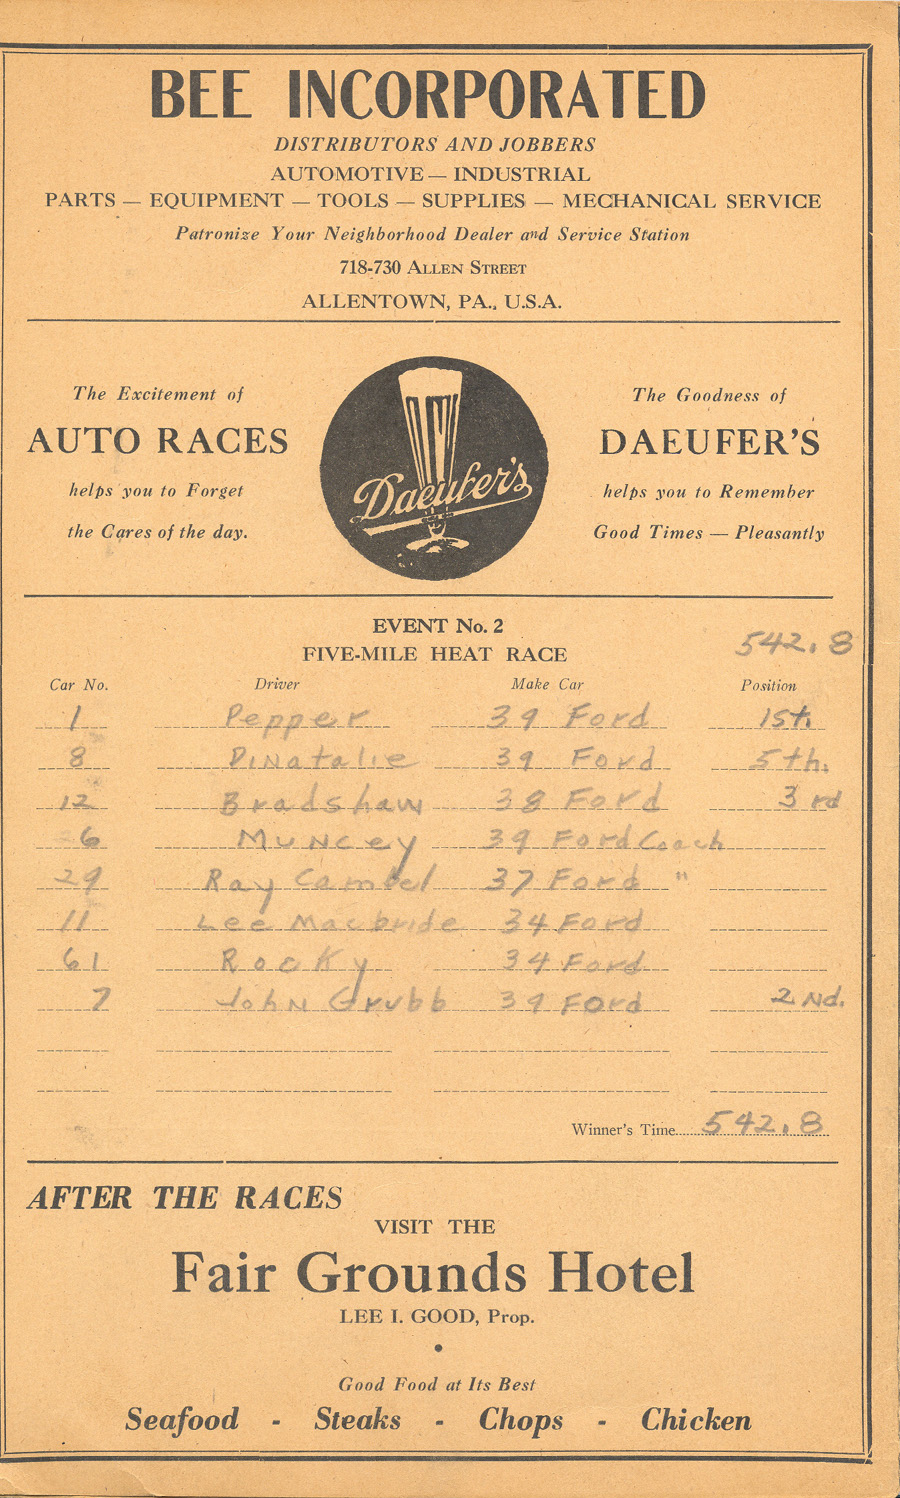 BEE INCORPORATED
DISTRIBUTORS AND JOBBERS
AUTOMOTIVE — INDUSTRIAL
PARTS — EQUIPMENT — TOOLS — SUPPLIES — MECHANICAL SERVICE
Patronize Your Neighborhood Dealer and Service Station
718-730 ALLEN STREET
ALLENTOWN, PA., U.S.A.
The Excitement of
AUTO RACES
helps you to Forget
the Cares of the day.
Daeufer's
The Goodness of
DAEUFER'S
helps you to Remember
Good Times — Pleasantly
EVENT No. 2
FIVE-MILE HEAT RACE
542.8
Car No. Driver Make Car Position
1 Pepper 39 Ford 1st.
8 DiNatalie 39 Ford 5th.
12 Bradshaw 38 Ford 3rd
6 Muncey 39 Ford Coach
29 Ray Cambel 37 Ford "
11 Lee Macbride 34 Ford
61 Rocky 34 Ford
7 John Grubb 39 Ford 2Nd.
Winner's Time 542.8
AFTER THE RACES
VISIT THE
Fair Grounds Hotel
LEE I. GOOD, Prop.
Good Food at Its Best
Seafood - Steaks - Chops - Chicken